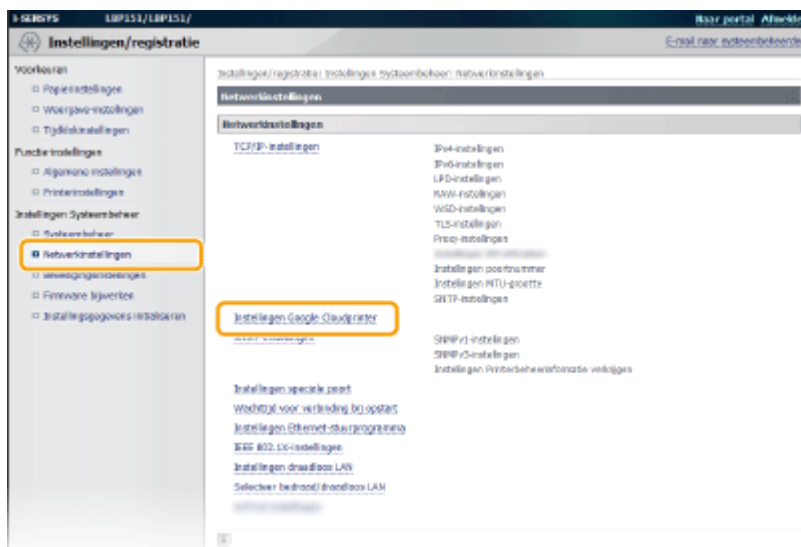 i-SENSYS LBP151/LBP151/ Naar portal Afmelde
Instellingen/registratie E-mail naar systeembeheerde
Voorkeuren
Papierinstellingen
Weergave-instellingen
Tijdklokinstellingen
Functie-instellingen
Algemene instellingen
Printerinstellingen
Instellingen Systeembeheer
Systeembeheer
Netwerkinstellingen
Beveiligingsinstellingen
Firmware bijwerken
Instellingsgegevens initialiseren
Instellingen/registratie: Instellingen Systeembeheer: Netwerkinstellingen
Netwerkinstellingen
Netwerkinstellingen
TCP/IP-instellingen IPv4-instellingen
IPv6-instellingen
LPD-instellingen
RAW-instellingen
WSD-instellingen
TLS-instellingen
Proxy-instellingen
Instellingen poortnummer
Instellingen MTU-grootte
SNTP-instellingen
Instellingen Google Cloudprinter
SNMPv1-instellingen
SNMPv3-instellingen
Instellingen Printerbeheerinformatie verkrijgen
Instellingen speciale poort
Wachttijd voor verbinding bij opstart
Instellingen Ethernet-stuurprogramma
IEEE 802.1X-instellingen
Instellingen draadloos LAN
Selecteer bedraad/draadloos LAN